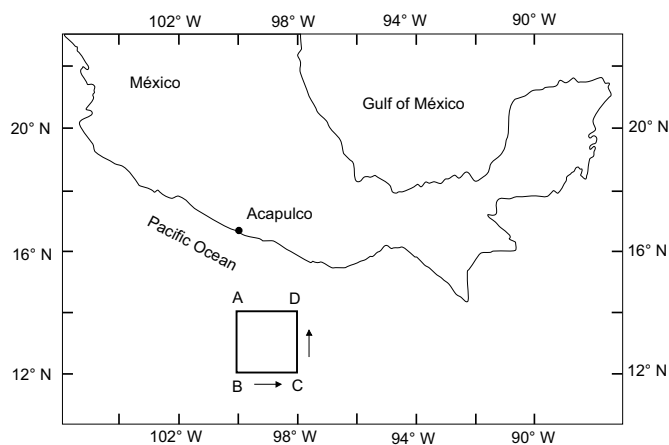 102° W 98° W 94° W 90° W
México
Gulf of México
20° N 20° N
Acapulco
Pacific Ocean
16° N 16° N
A D
12° N 12° N
B C
102° W 98° W 94° W 90° W